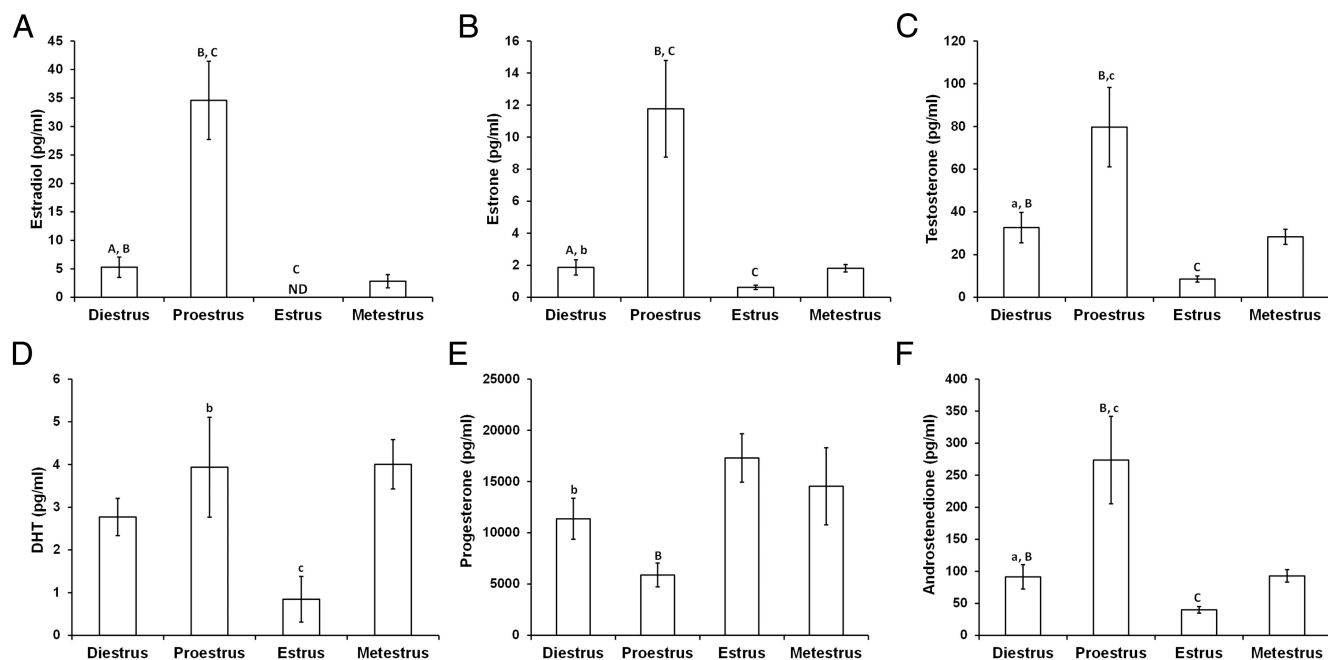 A
Estradiol (pg/ml)
45
40
35
30
25
20
15
10
5
0
A, B
B, C
C
ND
Diestrus Proestrus Estrus Metestrus
B
Estrone (pg/ml)
16
14
12
10
8
6
4
2
0
A, b
B, C
C
Diestrus Proestrus Estrus Metestrus
C
Testosterone (pg/ml)
120
100
80
60
40
20
0
a, B
B,c
C
Diestrus Proestrus Estrus Metestrus
D
DHT (pg/ml)
6
5
4
3
2
1
0
b
c
Diestrus Proestrus Estrus Metestrus
E
Progesterone (pg/ml)
25000
20000
15000
10000
5000
0
b
B
Diestrus Proestrus Estrus Metestrus
F
Androstenedione (pg/ml)
400
350
300
250
200
150
100
50
0
a, B
B, c
C
Diestrus Proestrus Estrus Metestrus